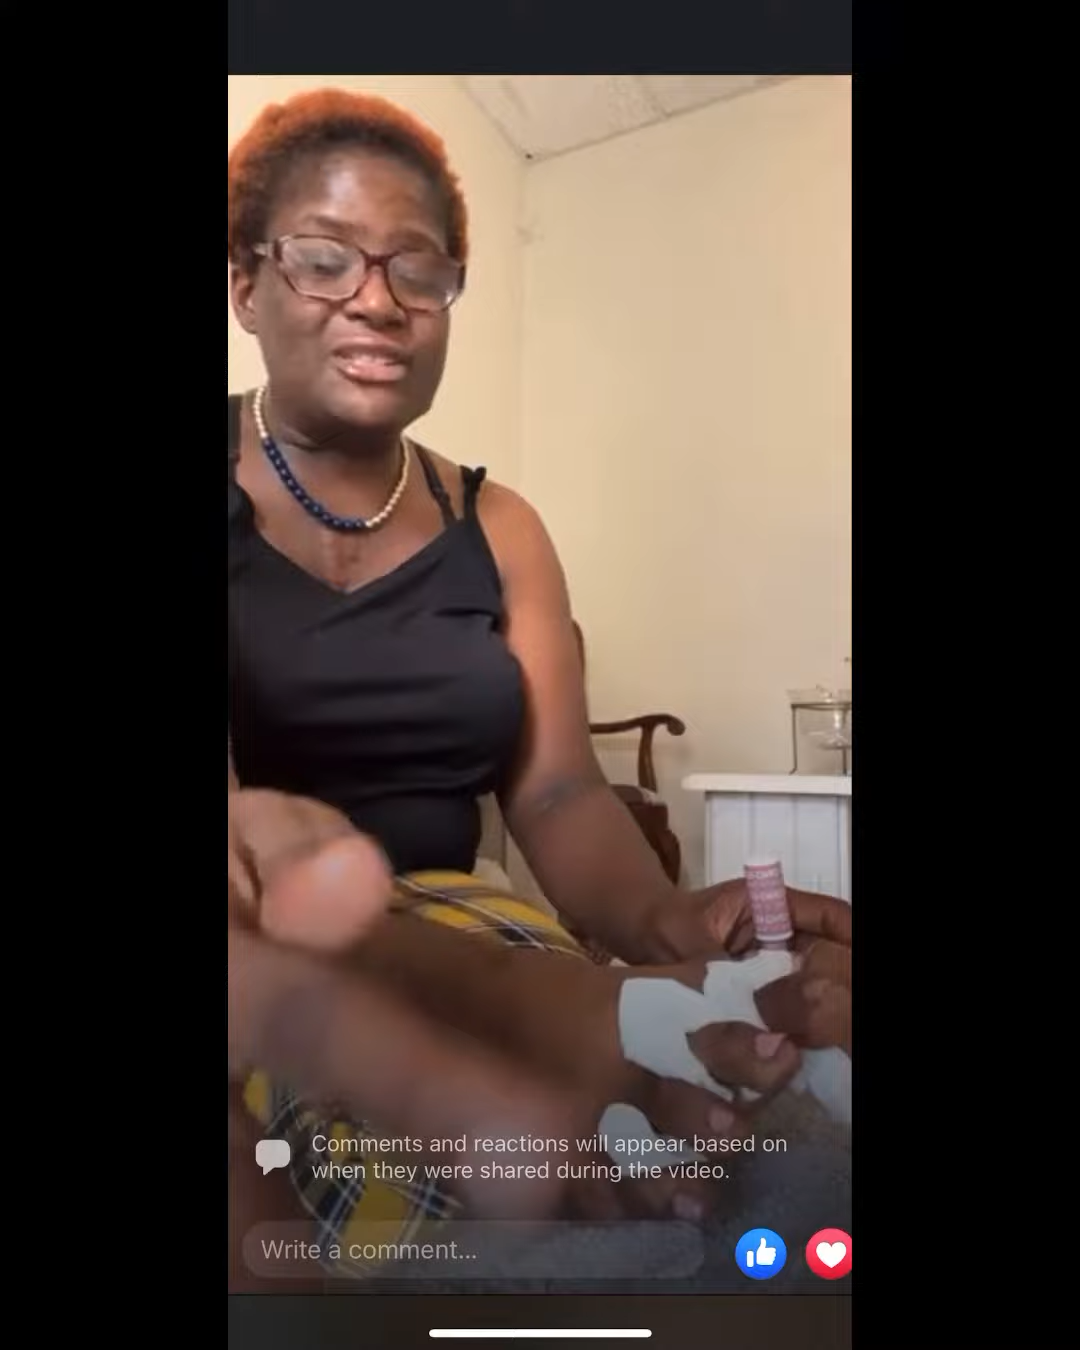 Comments and reactions will appear based on
when they were shared during the video.
Write a comment...